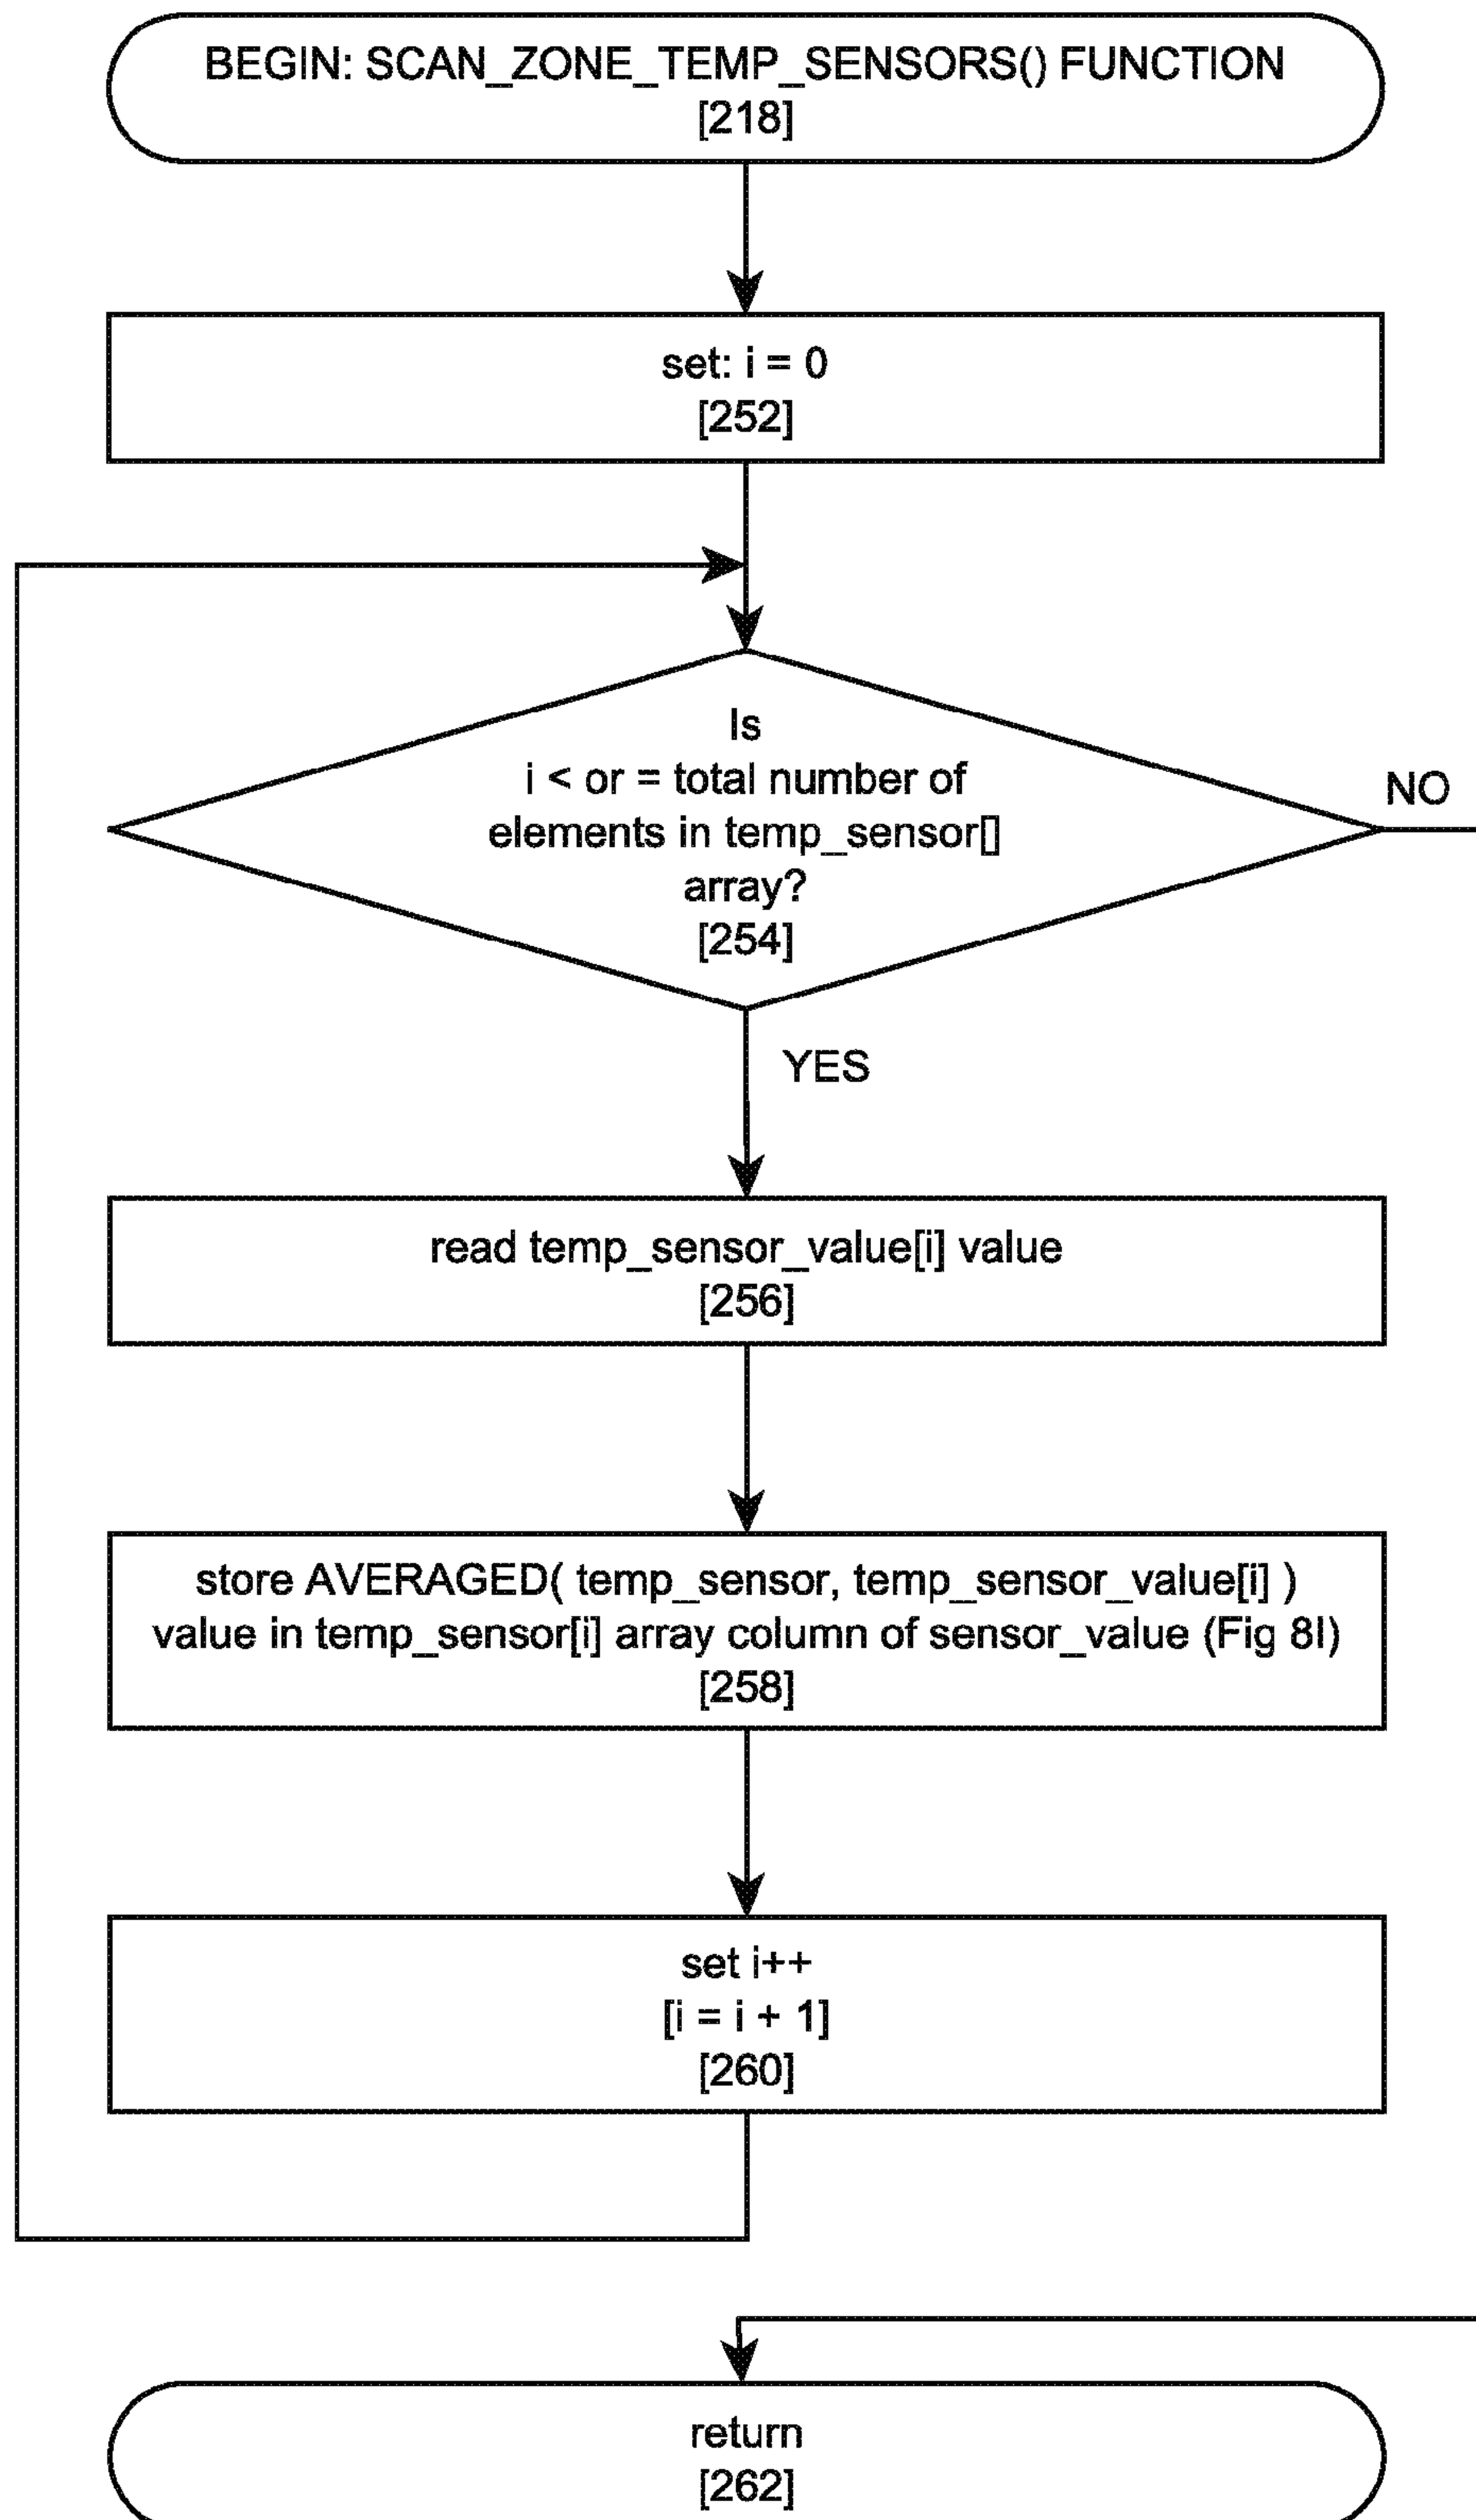 BEGIN: SCAN_ZONE_TEMP_SENSORS() FUNCTION
[218]
set: i = 0
[252]
Is
i < or = total number of
elements in temp_sensor[]
array?
[254]
NO
YES
read temp_sensor_value[i] value
[256]
store AVERAGED( temp_sensor, temp_sensor_value[i] )
value in temp_sensor[i] array column of sensor_value (Fig 8I)
[258]
set i++
[i = i + 1]
[260]
return
[262]